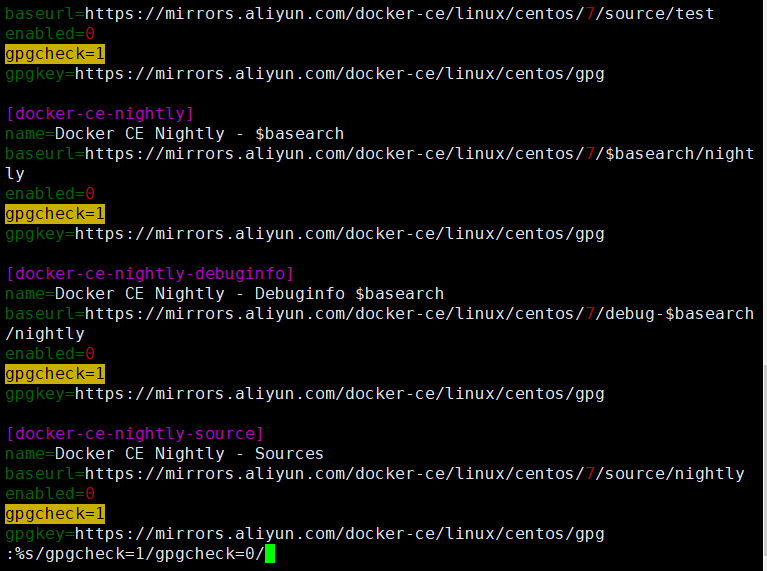 baseurl=https://mirrors.aliyun.com/docker-ce/linux/centos/7/source/test
enabled=0
gpgcheck=1
gpgkey=https://mirrors.aliyun.com/docker-ce/linux/centos/gpg
[docker-ce-nightly]
name=Docker CE Nightly - $basearch
baseurl=https://mirrors.aliyun.com/docker-ce/linux/centos/7/$basearch/night
ly
enabled=0
gpgcheck=1
gpgkey=https://mirrors.aliyun.com/docker-ce/linux/centos/gpg
[docker-ce-nightly-debuginfo]
name=Docker CE Nightly - Debuginfo $basearch
baseurl=https://mirrors.aliyun.com/docker-ce/linux/centos/7/debug-$basearch
/nightly
enabled=0
gpgcheck=1
gpgkey=https://mirrors.aliyun.com/docker-ce/linux/centos/gpg
[docker-ce-nightly-source]
name=Docker CE Nightly - Sources
baseurl=https://mirrors.aliyun.com/docker-ce/linux/centos/7/source/nightly
enabled=0
gpgcheck=1
gpgkey=https://mirrors.aliyun.com/docker-ce/linux/centos/gpg
:%s/gpgcheck=1/gpgcheck=0/